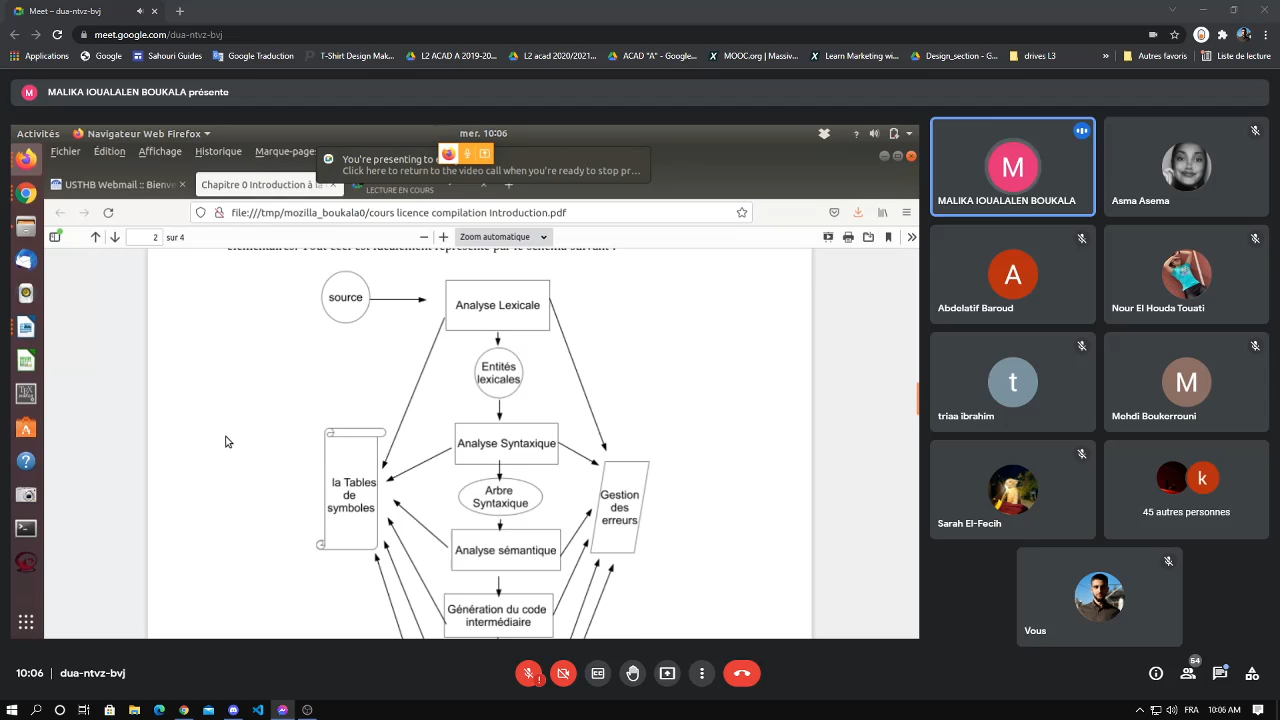 Meet – dua-ntvz-bvj
meet.google.com/dua-ntvz-bvj
Applications
Google
Sahouri Guides
Google Traduction
T-Shirt Design Mak...
L2 ACAD A 2019-20...
L2 acad 2020/2021...
ACAD "A" - Google...
MOOC.org | Massiv...
Learn Marketing wi...
Design_section - G...
drives L3
»
Autres favoris
Liste de lecture
M
MALIKA IOUALALEN BOUKALA présente
Activités
Navigateur Web Firefox
mer. 10:06
Fichier
Édition
Affichage
Historique
Marque-page
You're presenting to
Click here to return to the video call when you're ready to stop pr...
USTHB Webmail :: Bienve
Chapitre 0 Introduction à la
LECTURE EN COURS
file:///tmp/mozilla_boukala0/cours licence compilation Introduction.pdf
2
sur 4
Zoom automatique
source
Analyse Lexicale
Entités
lexicales
Analyse Syntaxique
la Tables
de
symboles
Arbre
Syntaxique
Gestion
des
erreurs
Analyse sémantique
Génération du code
intermédiaire
M
MALIKA IOUALALEN BOUKALA
Asma Asema
A
Abdelatif Baroud
Nour El Houda Touati
t
triaa ibrahim
M
Mehdi Boukerrouni
Sarah El-Fecih
k
45 autres personnes
Vous
10:06 | dua-ntvz-bvj
54
FRA
10:06 AM